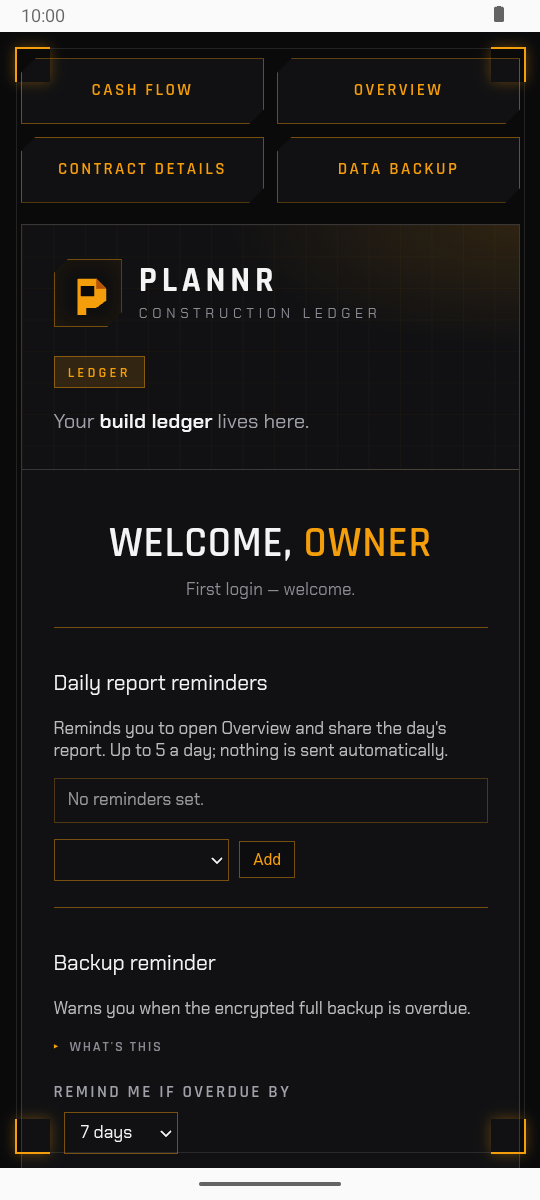 10:00
CASH FLOW
OVERVIEW
CONTRACT DETAILS
DATA BACKUP
PLANNR
CONSTRUCTION LEDGER
LEDGER
Your build ledger lives here.
WELCOME, OWNER
First login — welcome.
Daily report reminders
Reminds you to open Overview and share the day's
report. Up to 5 a day; nothing is sent automatically.
No reminders set.
Add
Backup reminder
Warns you when the encrypted full backup is overdue.
WHAT'S THIS
REMIND ME IF OVERDUE BY
7 days